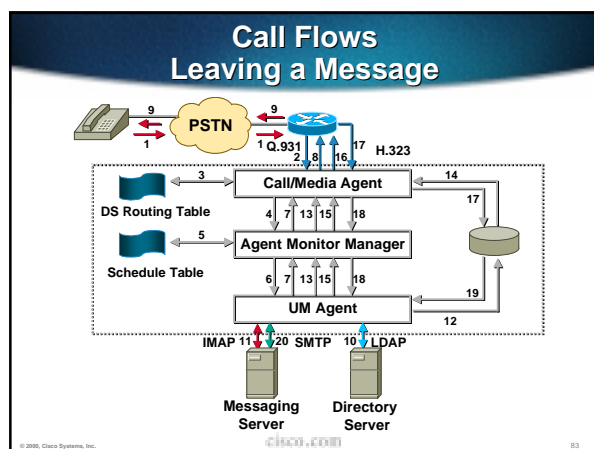 Call Flows
Leaving a Message
9
9
PSTN
1
1
Q.931
2
8
16
17
H.323
3
Call/Media Agent
14
DS Routing Table
17
4
7
13
15
18
5
Agent Monitor Manager
Schedule Table
6
7
13
15
18
19
UM Agent
12
IMAP
11
20
SMTP
10
LDAP
Messaging
Server
Directory
Server
© 2000, Cisco Systems, Inc.
cisco.com
83